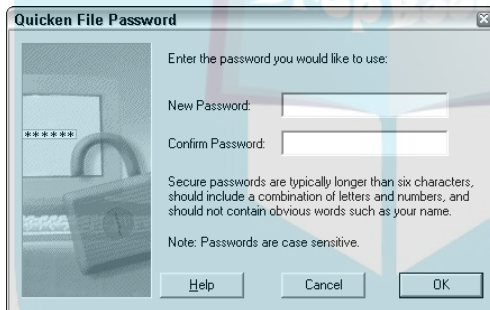 Quicken File Password
Enter the password you would like to use:
New Password:
Confirm Password:
******
Secure passwords are typically longer than six characters,
should include a combination of letters and numbers, and
should not contain obvious words such as your name.
Note: Passwords are case sensitive.
Help
Cancel
OK